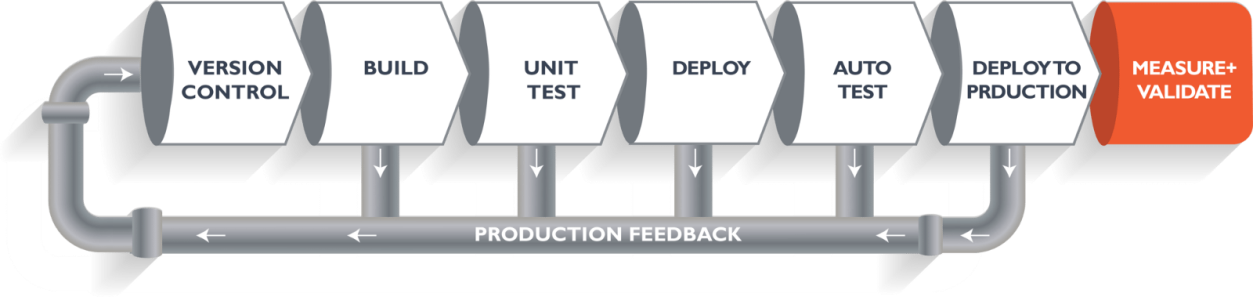 VERSION
CONTROL
BUILD
UNIT
TEST
DEPLOY
AUTO
TEST
DEPLOY TO
PRDUCTION
MEASURE+
VALIDATE
PRODUCTION FEEDBACK